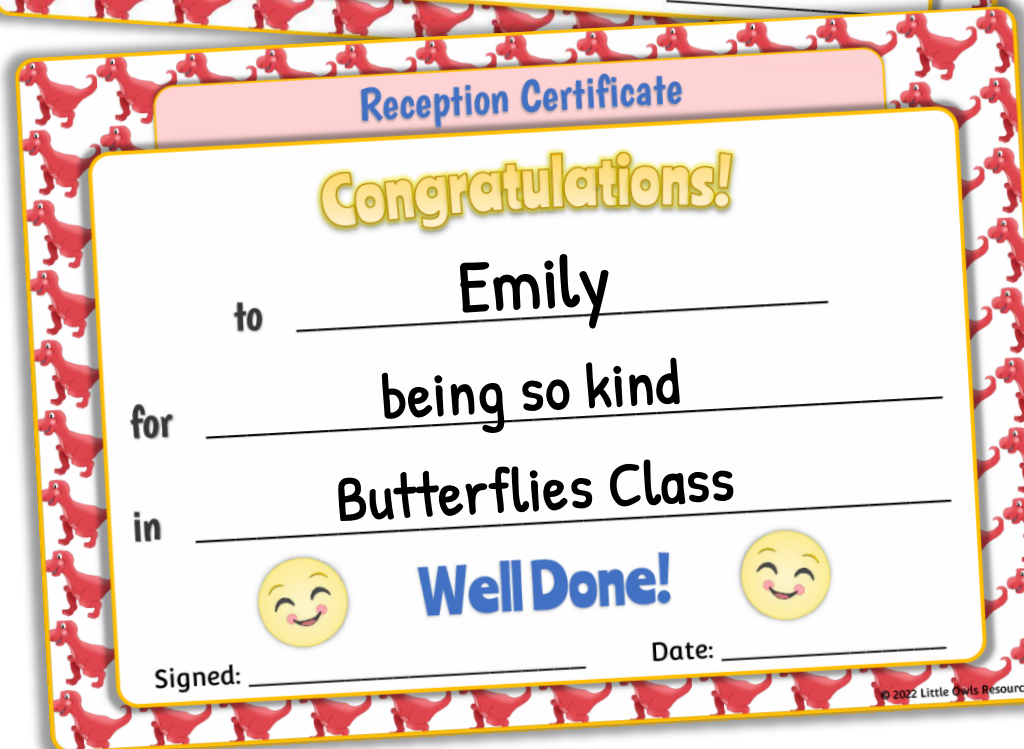 Reception Certificate
Congratulations!
to Emily
for being so kind
in Butterflies Class
Well Done!
Signed:
Date:
© 2022 Little Owls Resourc